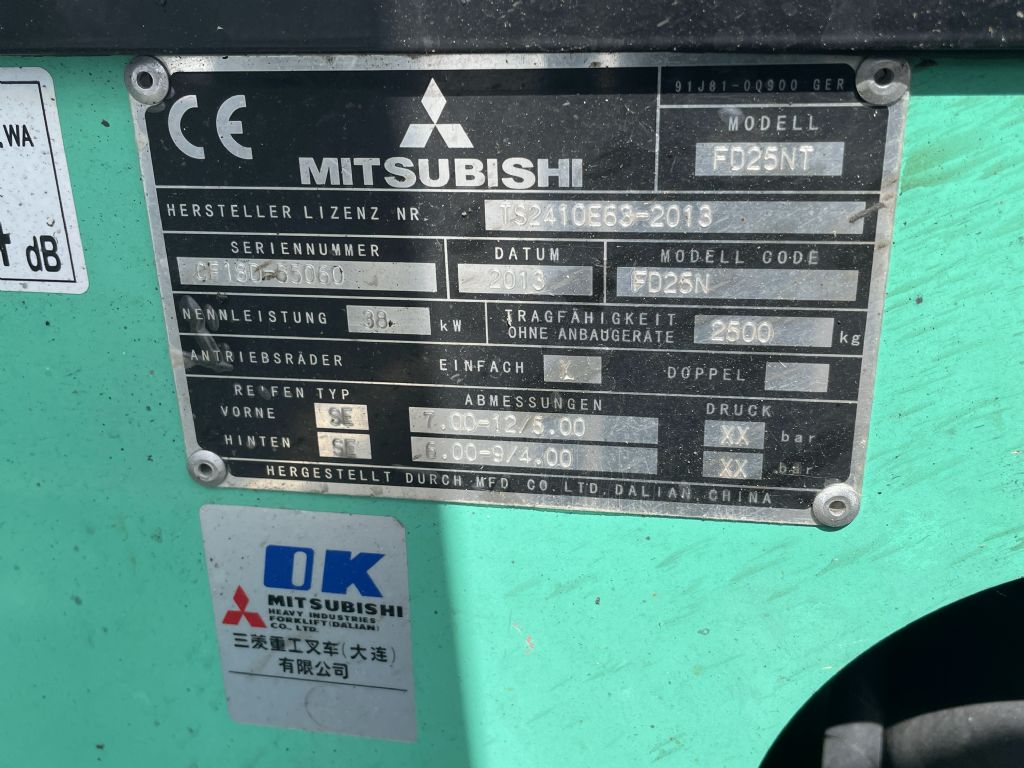 WA
dB
CE
MITSUBISHI
91J81-00900 GER
MODELL
FD25NT
HERSTELLER LIZENZ NR. TS2410E63-2013
SERIENNUMMER DATUM MODELL CODE
2013 FD25N
NENNLEISTUNG 38 kW TRAGFÄHIGKEIT OHNE ANBAUGERÄTE 2500 kg
ANTRIEBSRÄDER EINFACH X DOPPEL
REIFEN TYP ABMESSUNGEN DRUCK
VORNE SE 7.00-12/5.00 XX bar
HINTEN SE 6.00-9/4.00 XX bar
HERGESTELLT DURCH MFD CO.LTD.DALIAN.CHINA
OK
MITSUBISHI
HEAVY INDUSTRIES
FORKLIFT(DALIAN)
CO.,LTD.
三菱重工叉车(大连)
有限公司